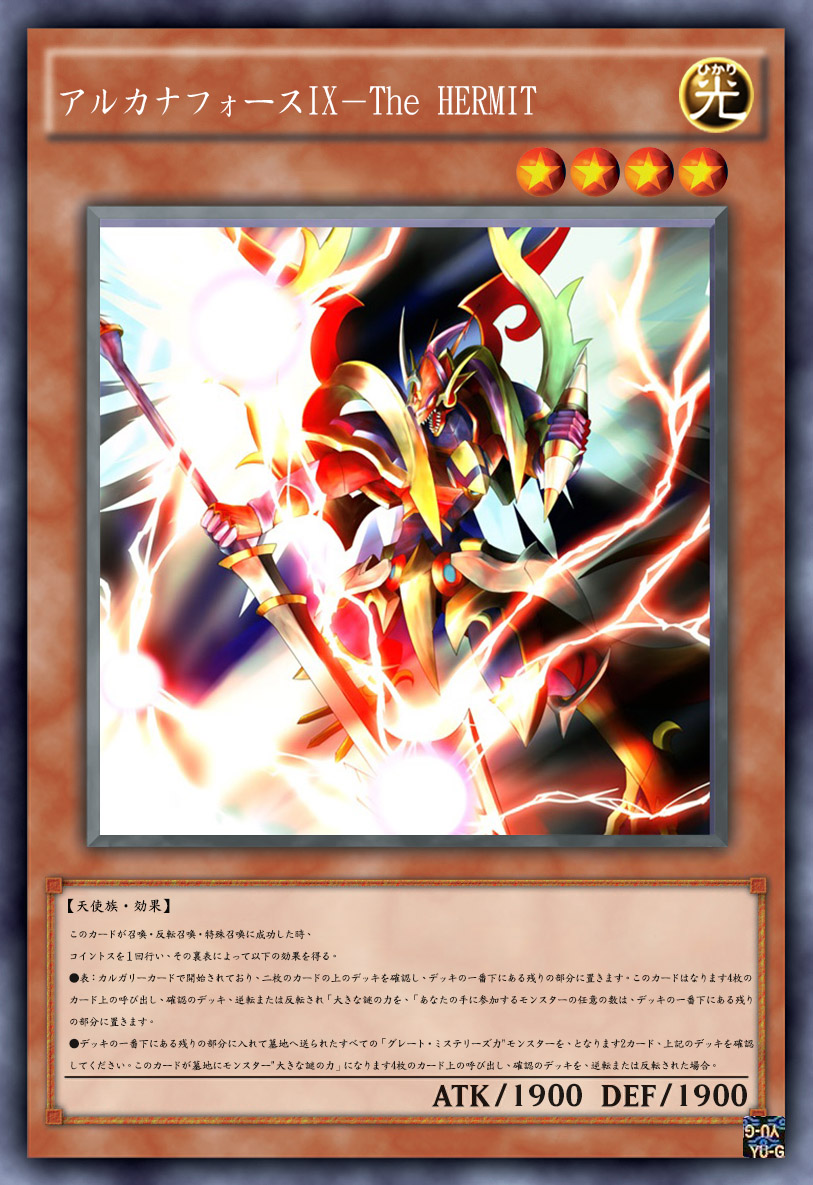 アルカナフォースIX－The HERMIT
ひかり
光
【天使族・効果】
このカードが召喚・反転召喚・特殊召喚に成功した時、
コイントスを1回行い、その裏表によって以下の効果を得る。
●表：カルガリーカードで開始されており、二枚のカードの上のデッキを確認し、デッキの一番下にある残りの部分に置きます。このカードはなります4枚の
カード上の呼び出し、確認のデッキ、逆転または反転され「大きな謎の力を、「あなたの手に参加するモンスターの任意の数は、デッキの一番下にある残り
の部分に置きます。
●デッキの一番下にある残りの部分に入れて墓地へ送られたすべての「グレート・ミステリーズ力"モンスターを、となります2カード、上記のデッキを確認
してください。このカードが墓地にモンスター"大きな謎の力」になります4枚のカード上の呼び出し、確認のデッキを、逆転または反転された場合。
ATK/1900 DEF/1900
YU-G
YU-G